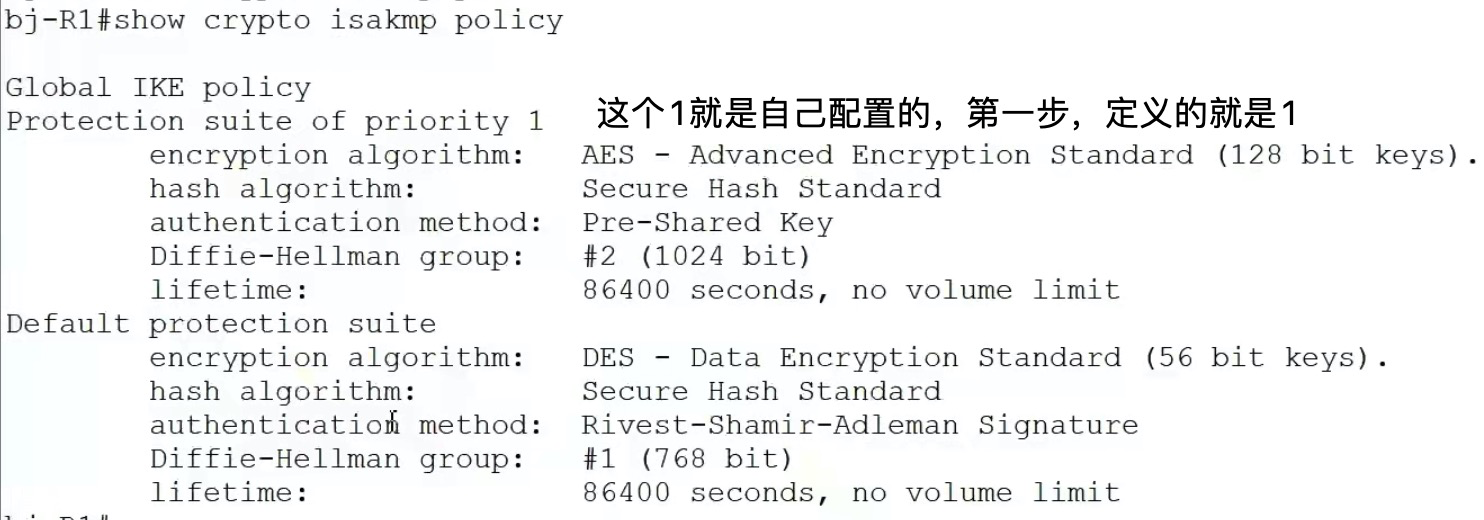 bj-R1#show crypto isakmp policy
Global IKE policy
Protection suite of priority 1 这个1就是自己配置的，第一步，定义的就是1
encryption algorithm: AES - Advanced Encryption Standard (128 bit keys).
hash algorithm: Secure Hash Standard
authentication method: Pre-Shared Key
Diffie-Hellman group: #2 (1024 bit)
lifetime: 86400 seconds, no volume limit
Default protection suite
encryption algorithm: DES - Data Encryption Standard (56 bit keys).
hash algorithm: Secure Hash Standard
authentication method: Rivest-Shamir-Adleman Signature
Diffie-Hellman group: #1 (768 bit)
lifetime: 86400 seconds, no volume limit
bj-R1#